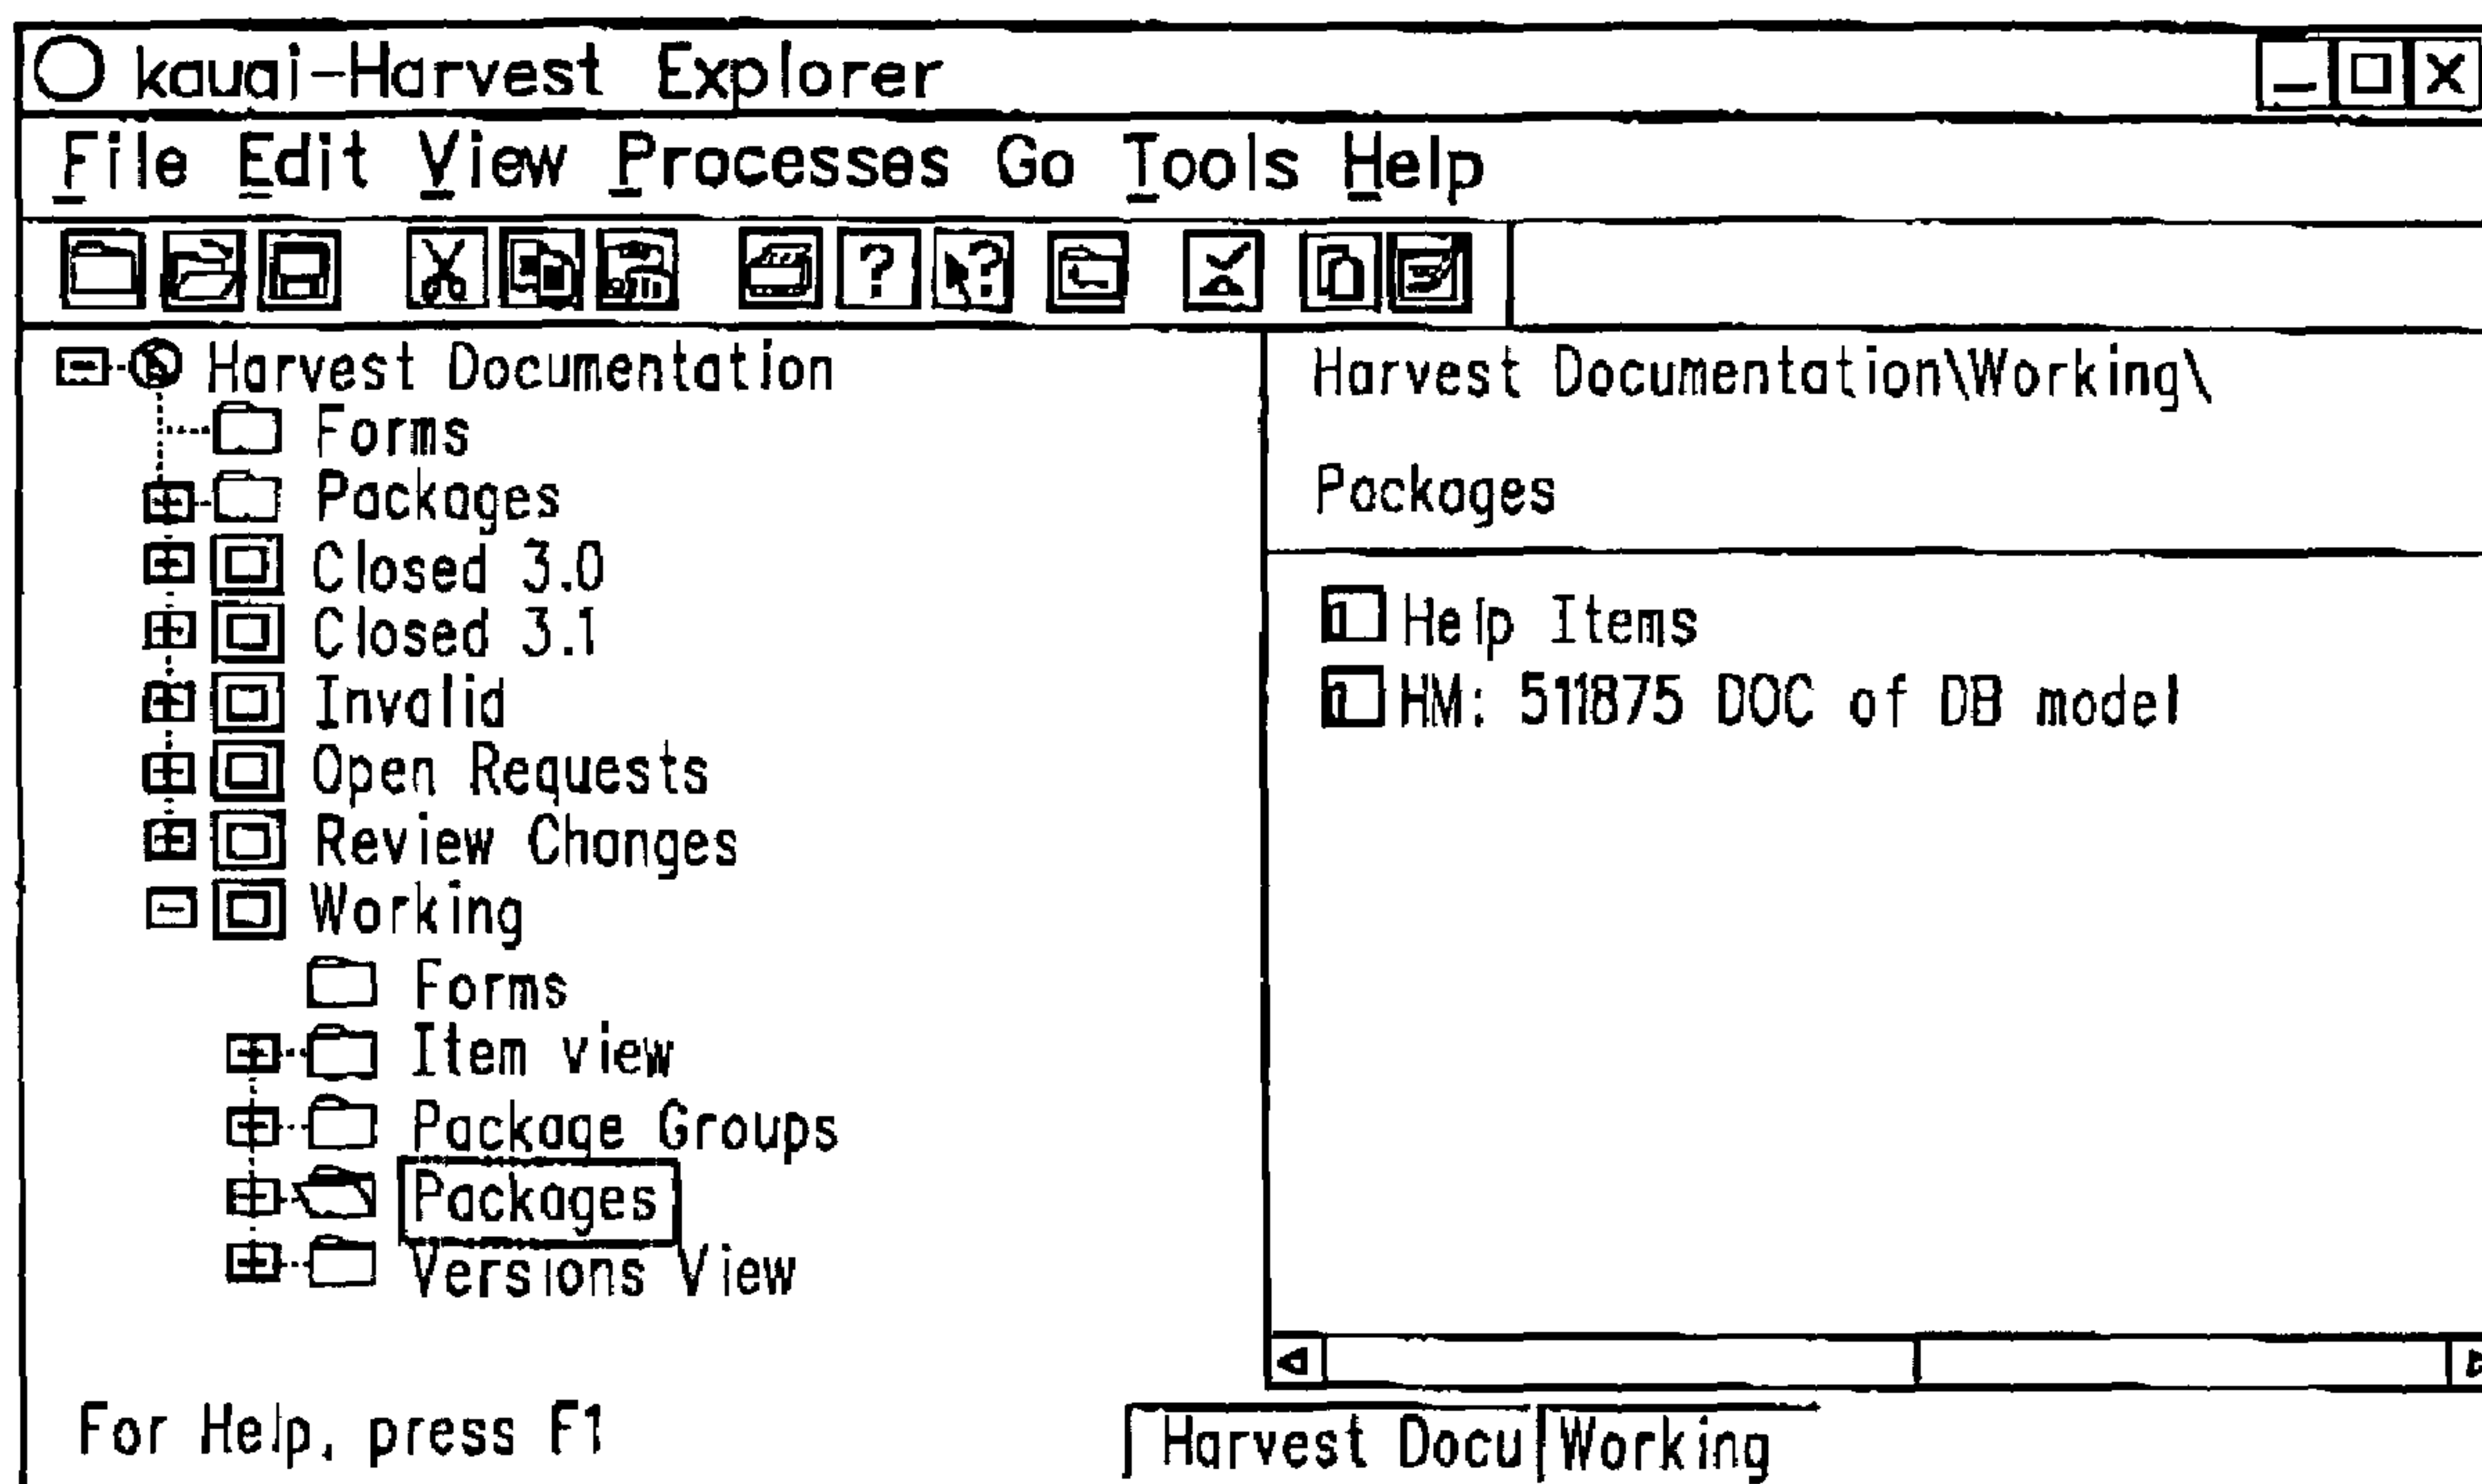 kauai-Harvest Explorer
File Edit View Processes Go Tools Help
Harvest Documentation
Forms
Packages
Closed 3.0
Closed 3.1
Invalid
Open Requests
Review Changes
Working
Forms
Item view
Package Groups
Packages
Versions View
Harvest Documentation\Working\
Packages
Help Items
HM: 511875 DOC of DB model
For Help, press F1
Harvest Docu Working